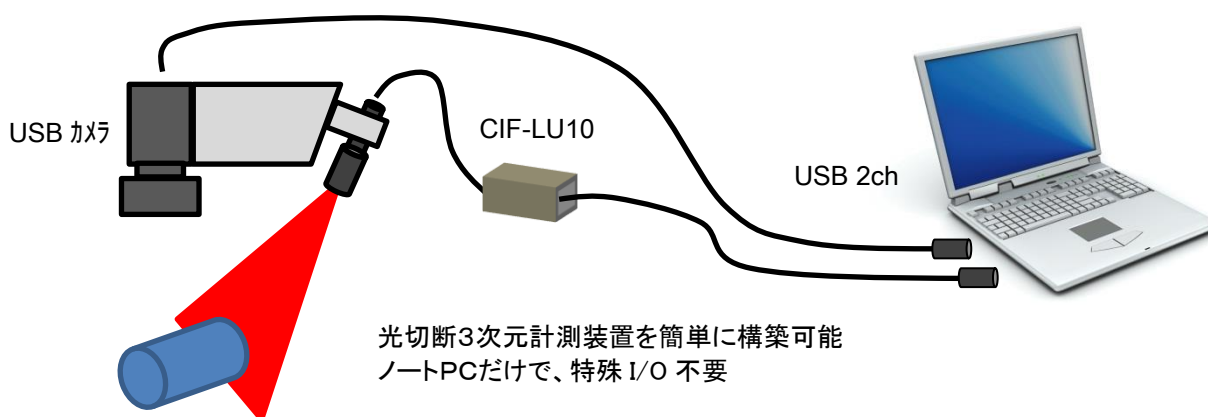 USB ｶﾒﾗ
CIF-LU10
USB 2ch
光切断３次元計測装置を簡単に構築可能
ノートＰＣだけで、特殊 I/O 不要